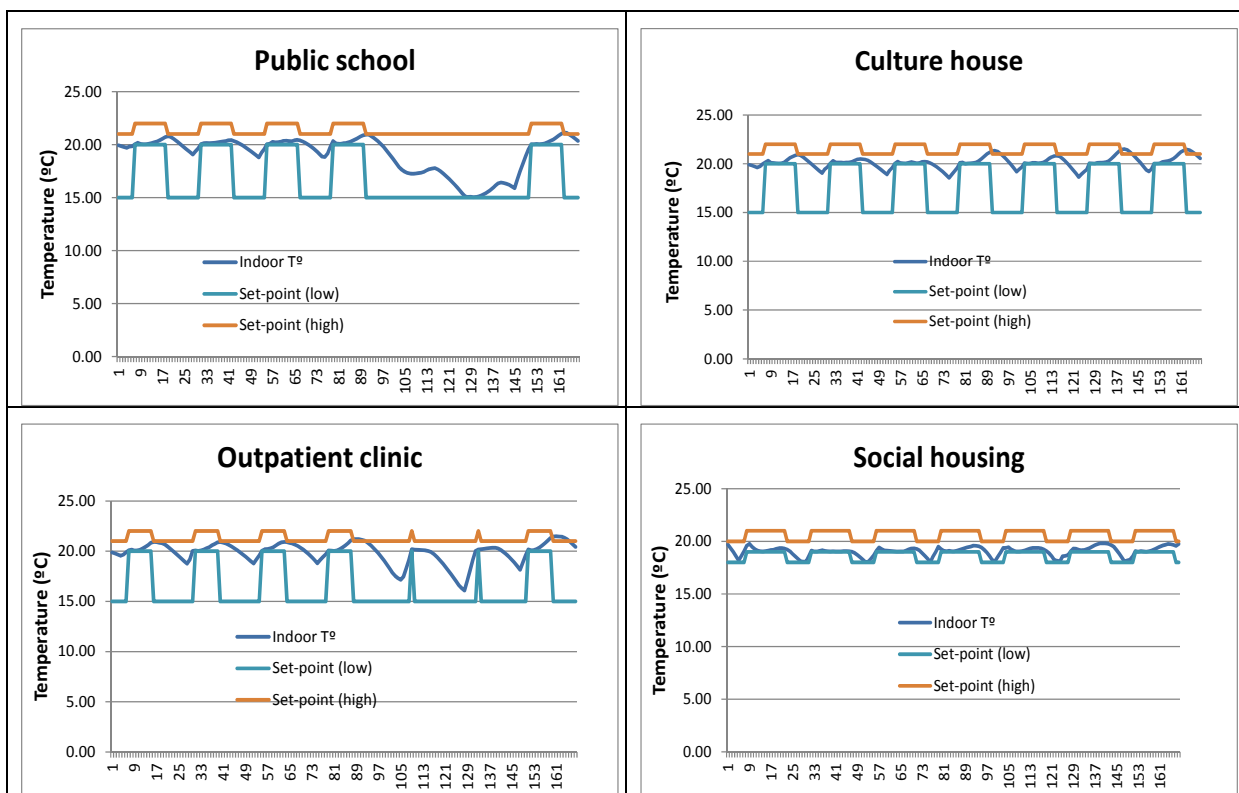 Public school
Temperature (ºC)
25.00
20.00
15.00
10.00
5.00
0.00
Indoor Tº
Set-point (low)
Set-point (high)
1 9 17 25 33 41 49 57 65 73 81 89 97 105 113 121 129 137 145 153 161
Culture house
Temperature (ºC)
25.00
20.00
15.00
10.00
5.00
0.00
Indoor Tº
Set-point (low)
Set-point (high)
1 9 17 25 33 41 49 57 65 73 81 89 97 105 113 121 129 137 145 153 161
Outpatient clinic
Temperature (ºC)
25.00
20.00
15.00
10.00
5.00
0.00
Indoor Tº
Set-point (low)
Set-point (high)
1 9 17 25 33 41 49 57 65 73 81 89 97 105 113 121 129 137 145 153 161
Social housing
Temperature (ºC)
25.00
20.00
15.00
10.00
5.00
0.00
Indoor Tº
Set-point (low)
Set-point (high)
1 9 17 25 33 41 49 57 65 73 81 89 97 105 113 121 129 137 145 153 161